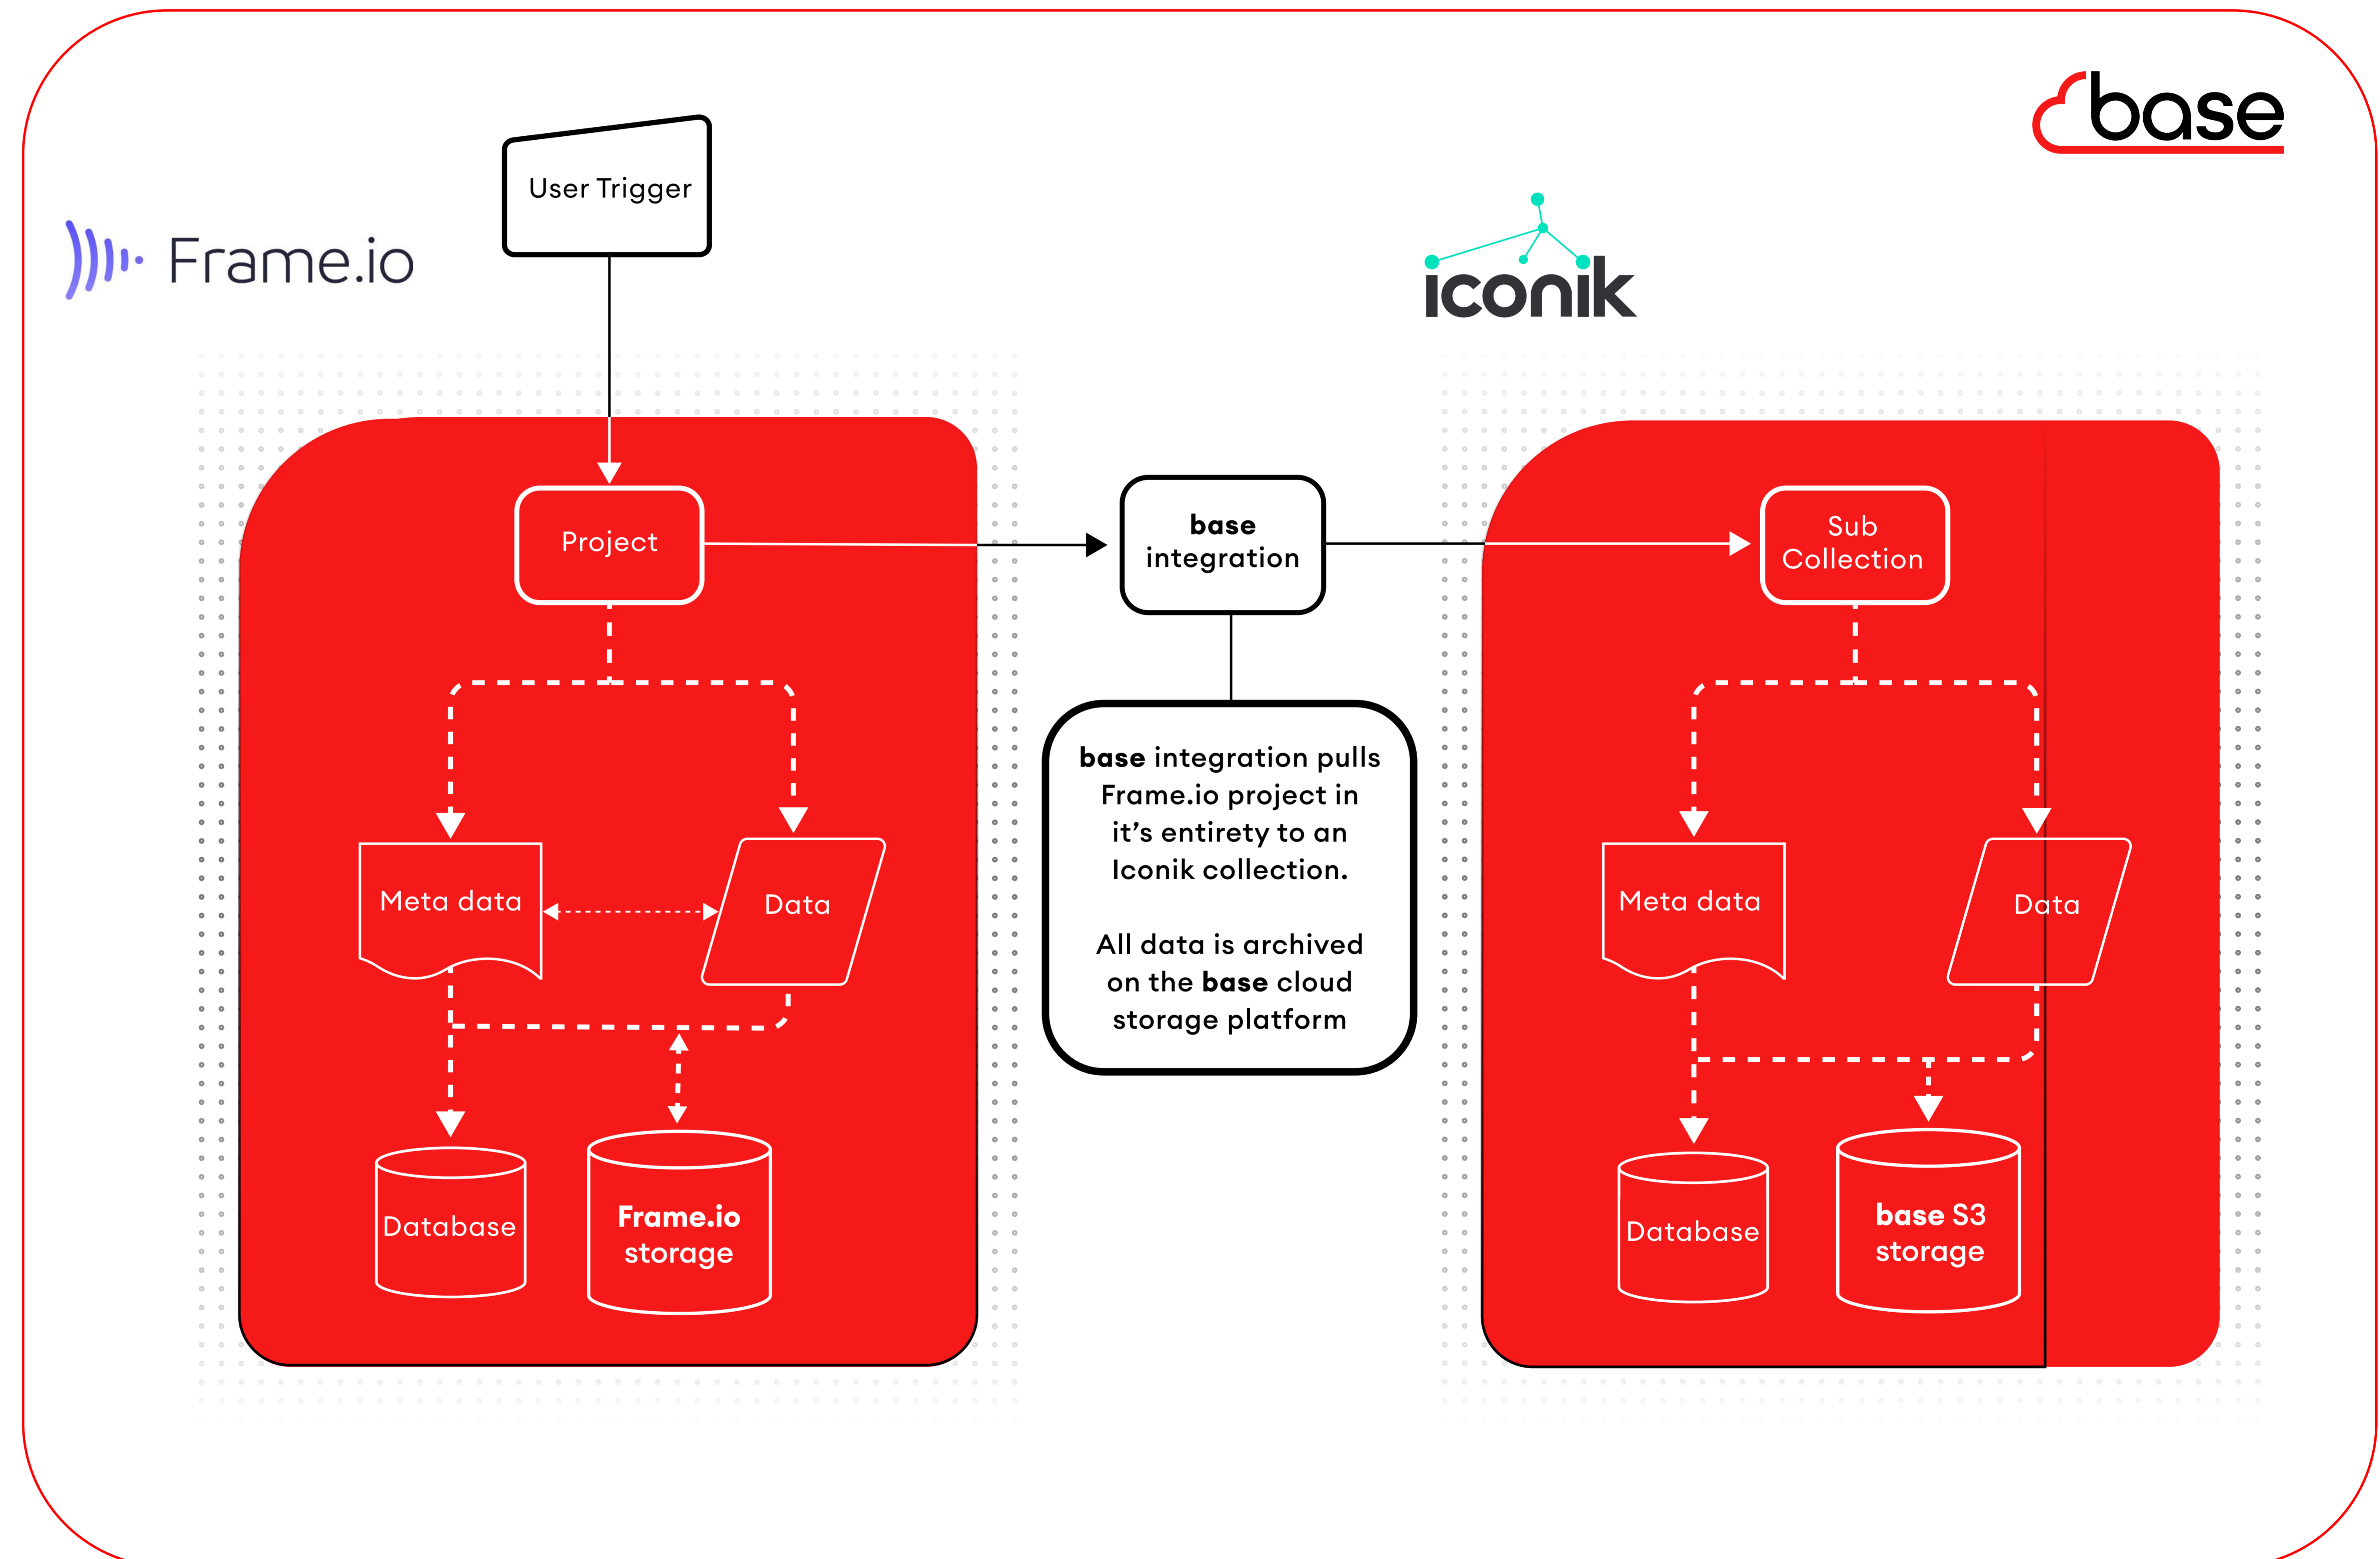 base
User Trigger
Frame.io
iconik
Project
base
integration
Sub
Collection
base integration pulls
Frame.io project in
it’s entirety to an
Iconik collection.
All data is archived
on the base cloud
storage platform
Meta data
Data
Meta data
Data
Database
Frame.io
storage
Database
base S3
storage